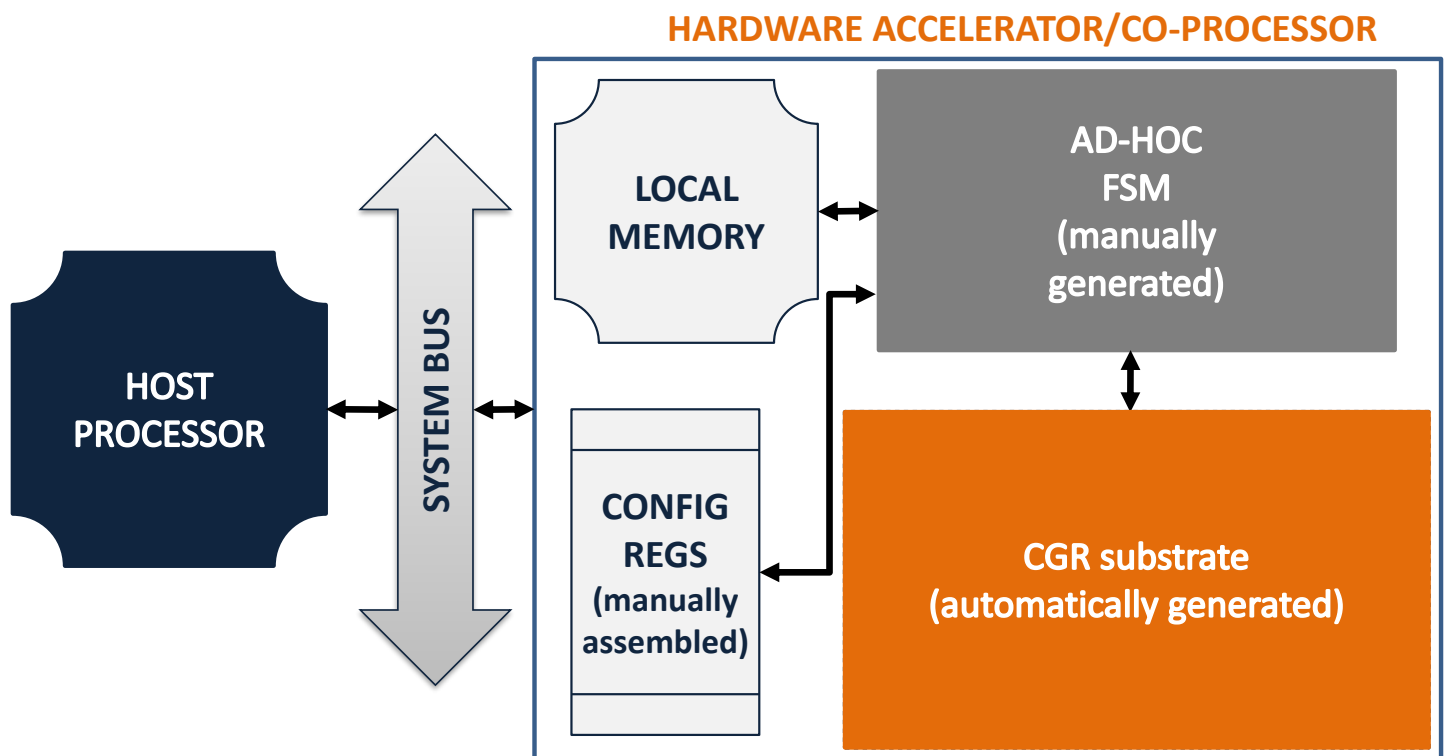 HARDWARE ACCELERATOR/CO-PROCESSOR
HOST
PROCESSOR
SYSTEM BUS
LOCAL
MEMORY
CONFIG
REGS
(manually
assembled)
AD-HOC
FSM
(manually
generated)
CGR substrate
(automatically generated)